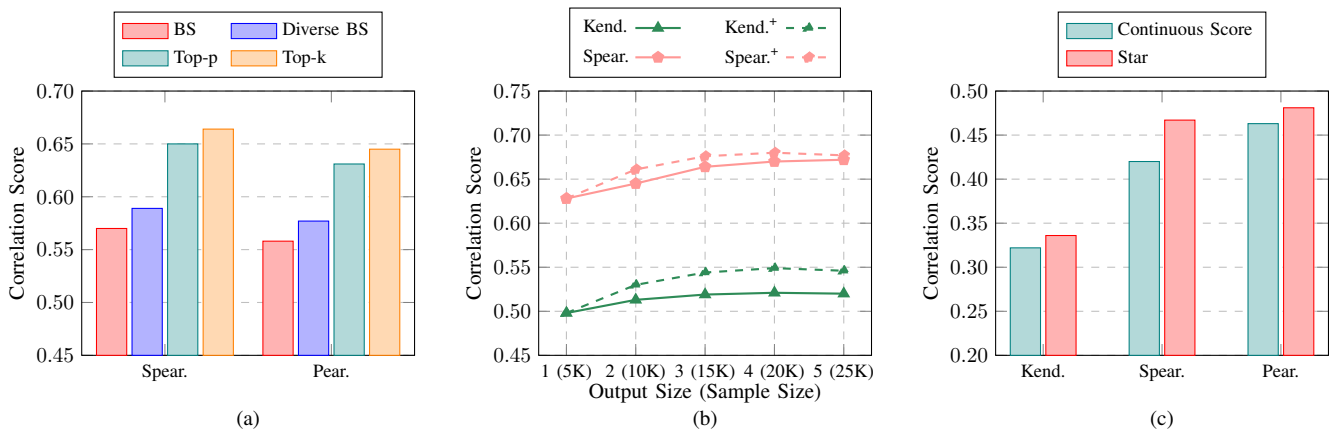 BS
Diverse BS
Top-p
Top-k
0.70
0.65
0.60
0.55
0.50
0.45
Correlation Score
Spear.
Pear.
(a)
Kend.
Kend.+
Spear.
Spear.+
0.75
0.70
0.65
0.60
0.55
0.50
0.45
Correlation Score
1 (5K)
2 (10K)
3 (15K)
4 (20K)
5 (25K)
Output Size (Sample Size)
(b)
Continuous Score
Star
0.50
0.45
0.40
0.35
0.30
0.25
0.20
Correlation Score
Kend.
Spear.
Pear.
(c)